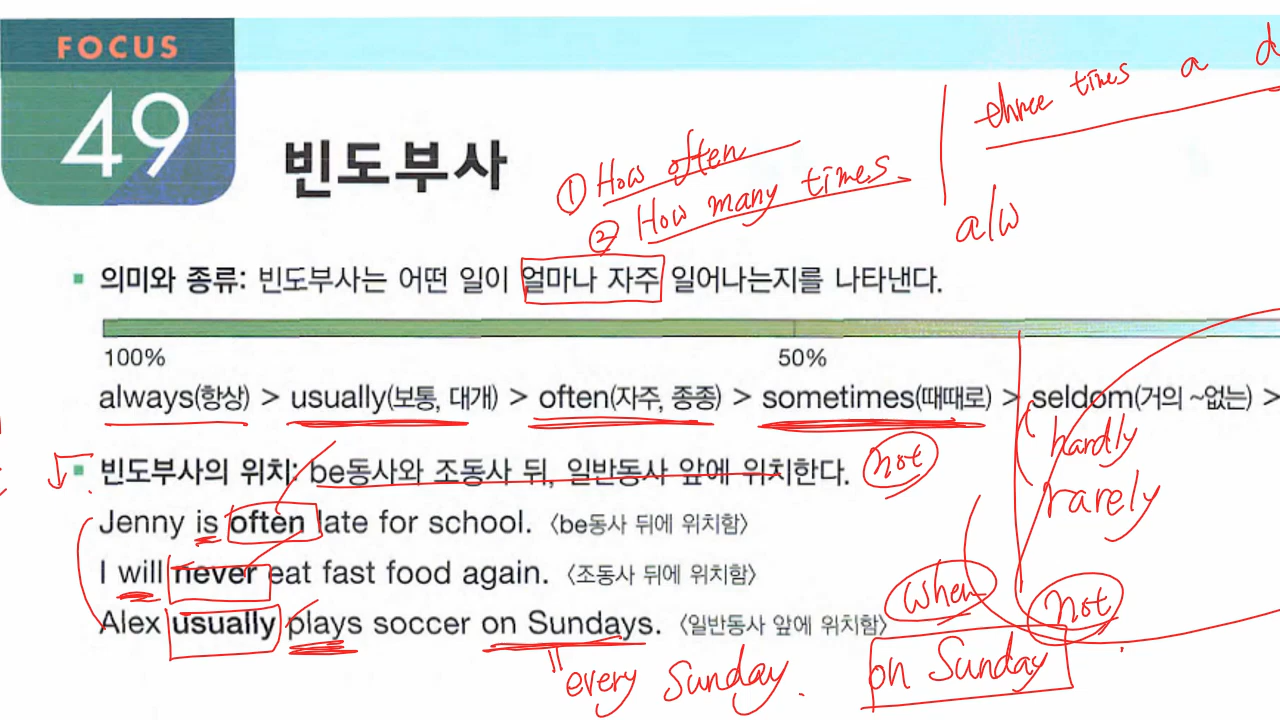 FOCUS
49
빈도부사
① How often
② How many times
three times a d
a/w
의미와 종류: 빈도부사는 어떤 일이 얼마나 자주 일어나는지를 나타낸다.
100% 50%
always(항상) > usually(보통, 대개) > often(자주, 종종) > sometimes(때때로) > seldom(거의 ~없는) >
hardly
rarely
빈도부사의 위치: be동사와 조동사 뒤, 일반동사 앞에 위치한다. not
Jenny is often late for school. 〈be동사 뒤에 위치함〉
I will never eat fast food again. 〈조동사 뒤에 위치함〉
Alex usually plays soccer on Sundays. 〈일반동사 앞에 위치함〉
when not
every Sunday.
on Sunday